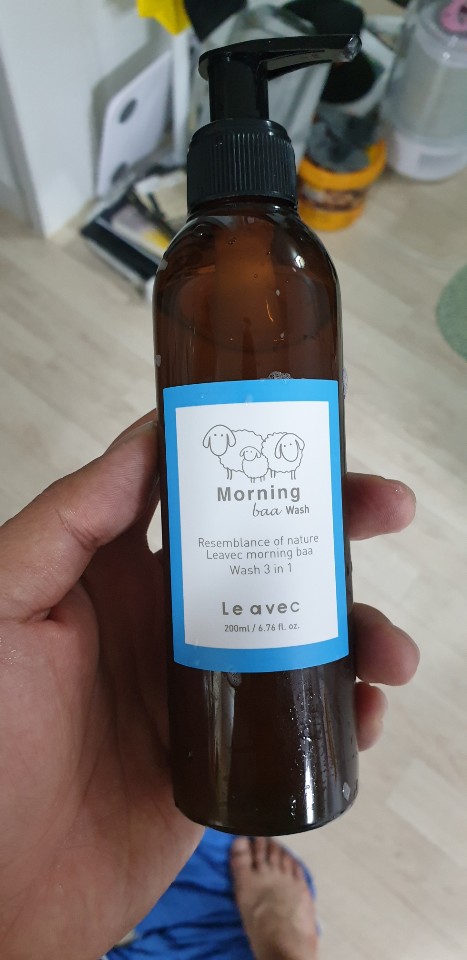 Morning
baa Wash
Resemblance of nature
Leavec morning baa
Wash 3 in 1
Le avec
200ml / 6.76 fl. oz.